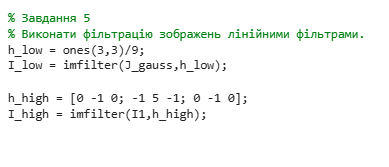 % Завдання 5
% Виконати фільтрацію зображень лінійними фільтрами.
h_low = ones(3,3)/9;
I_low = imfilter(J_gauss,h_low);
h_high = [0 -1 0; -1 5 -1; 0 -1 0];
I_high = imfilter(I1,h_high);